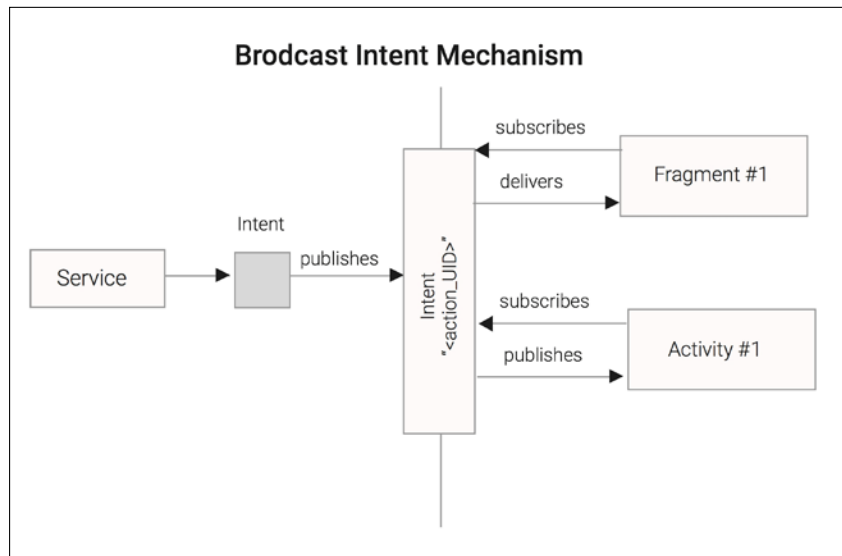 Brodcast Intent Mechanism
subscribes
Fragment #1
delivers
Intent
publishes
Service
Intent
"<action_UID>"
subscribes
Activity #1
publishes